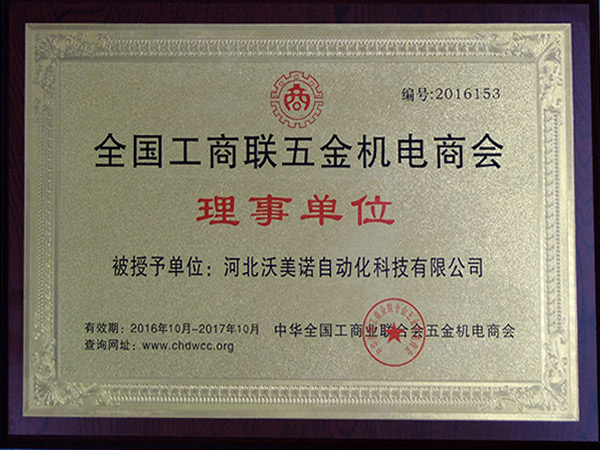 商
编号:2016153
全国工商联五金机电商会
理事单位
被授予单位：河北沃美诺自动化科技有限公司
有效期：2016年10月-2017年10月
中华全国工商业联合会五金机电商会
查询网址：www.chdwcc.org